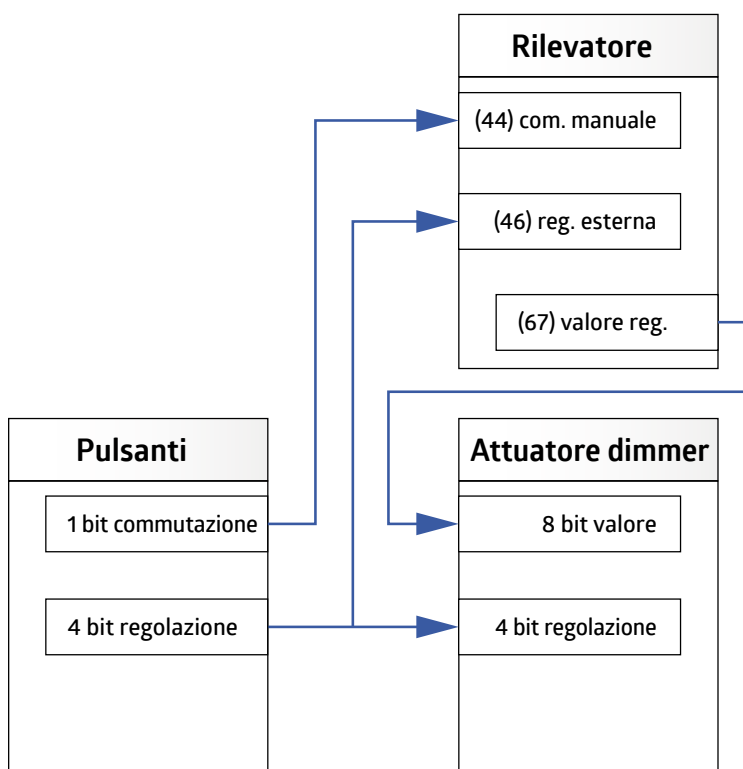 Rilevatore
(44) com. manuale
(46) reg. esterna
(67) valore reg.
Pulsanti
1 bit commutazione
4 bit regolazione
Attuatore dimmer
8 bit valore
4 bit regolazione